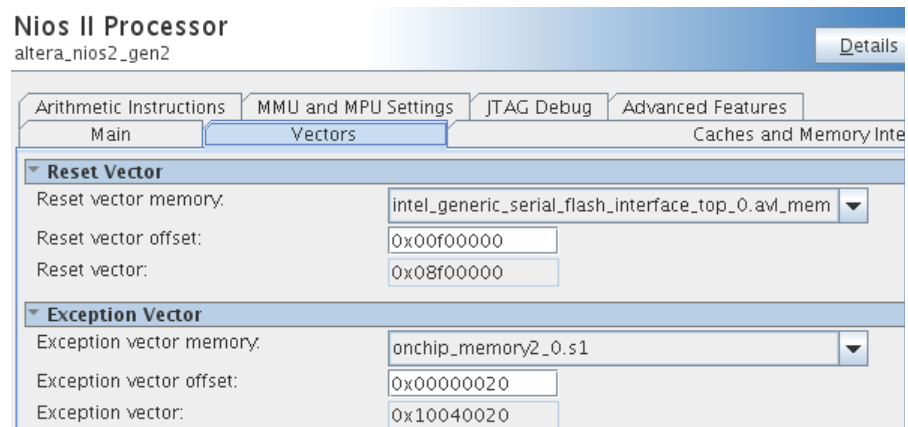 Nios II Processor
altera_nios2_gen2
Details
Arithmetic Instructions MMU and MPU Settings JTAG Debug Advanced Features
Main Vectors Caches and Memory Inte
Reset Vector
Reset vector memory: intel_generic_serial_flash_interface_top_0.avl_mem
Reset vector offset: 0x00f00000
Reset vector: 0x08f00000
Exception Vector
Exception vector memory: onchip_memory2_0.s1
Exception vector offset: 0x00000020
Exception vector: 0x10040020